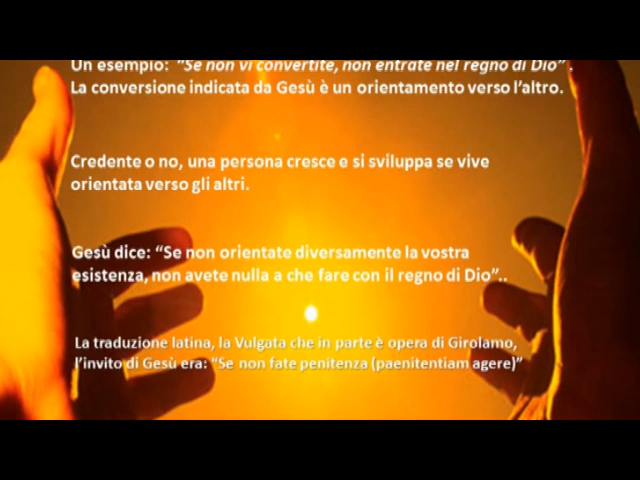 Un esempio: "Se non vi convertite, non entrate nel regno di Dio".
La conversione indicata da Gesù è un orientamento verso l'altro.
Credente o no, una persona cresce e si sviluppa se vive
orientata verso gli altri.
Gesù dice: "Se non orientate diversamente la vostra
esistenza, non avete nulla a che fare con il regno di Dio"..
La traduzione latina, la Vulgata che in parte è opera di Girolamo,
l'invito di Gesù era: "Se non fate penitenza (paenitentiam agere)"